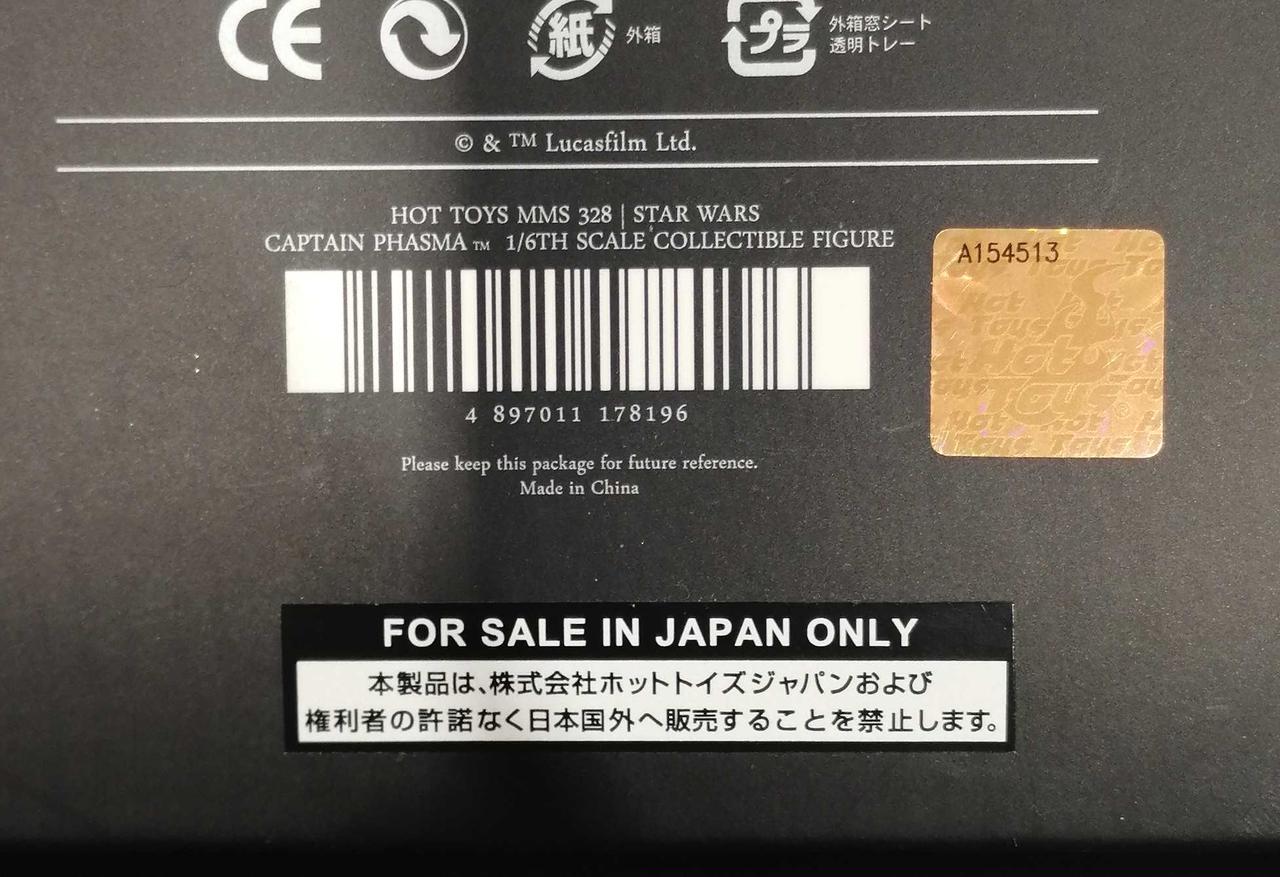 CE
紙
外箱
プラ
外箱窓シート
透明トレー
© & ™ Lucasfilm Ltd.
HOT TOYS MMS 328 | STAR WARS
CAPTAIN PHASMA™ 1/6TH SCALE COLLECTIBLE FIGURE
A154513
Hot
Toys
4 897011 178196
Please keep this package for future reference.
Made in China
FOR SALE IN JAPAN ONLY
本製品は、株式会社ホットトイズジャパンおよび
権利者の許諾なく日本国外へ販売することを禁止します。